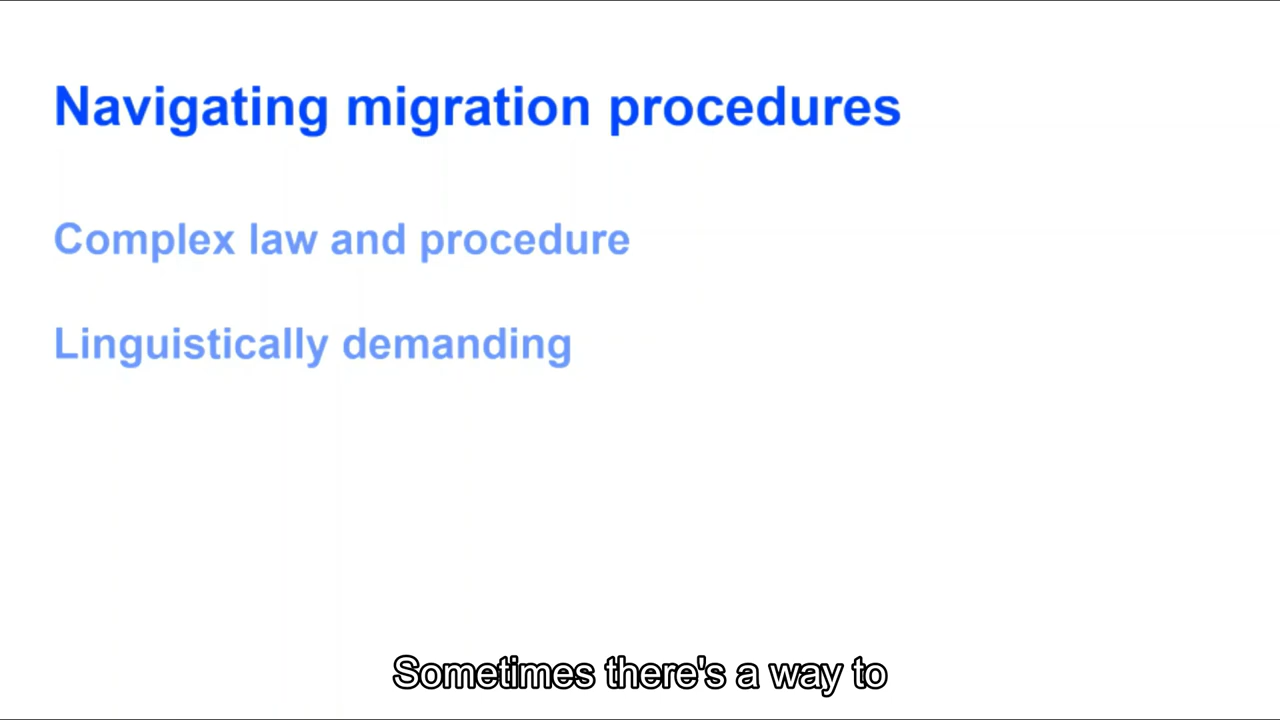 Navigating migration procedures
Complex law and procedure
Linguistically demanding
Sometimes there's a way to